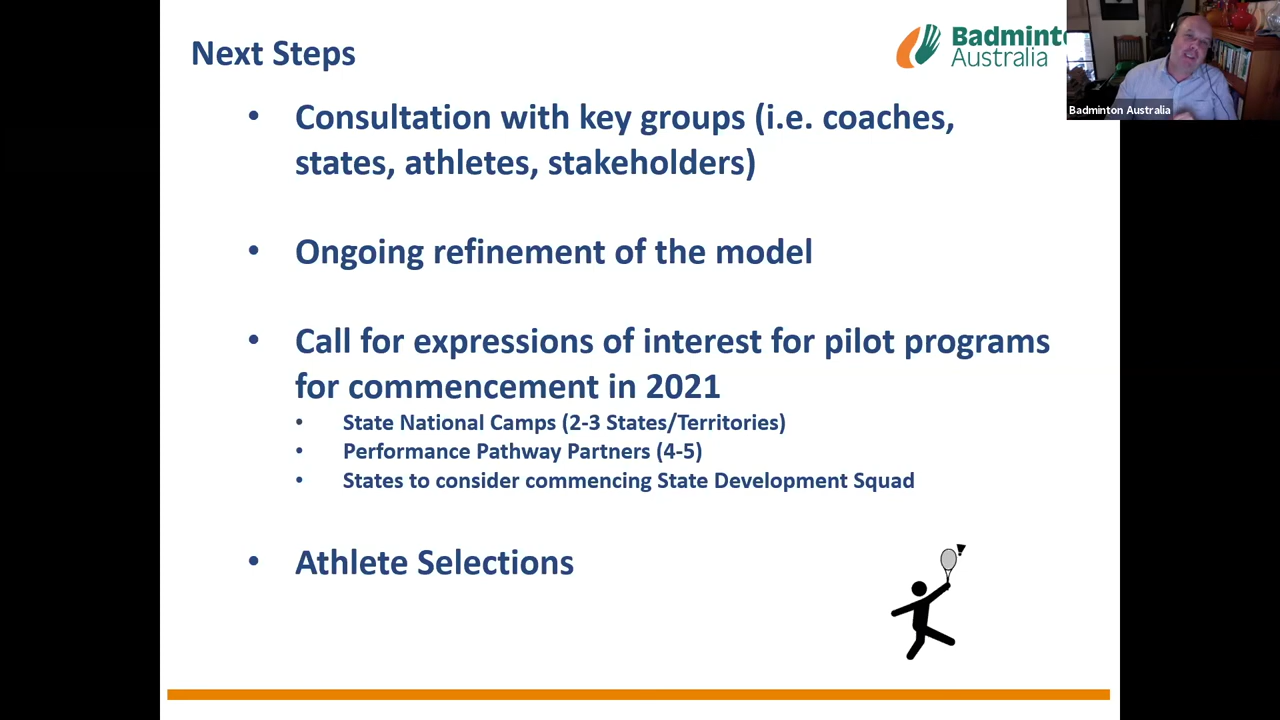 Next Steps
Badminto
Australia
Badminton Australia
• Consultation with key groups (i.e. coaches,
states, athletes, stakeholders)
• Ongoing refinement of the model
• Call for expressions of interest for pilot programs
for commencement in 2021
• State National Camps (2-3 States/Territories)
• Performance Pathway Partners (4-5)
• States to consider commencing State Development Squad
• Athlete Selections